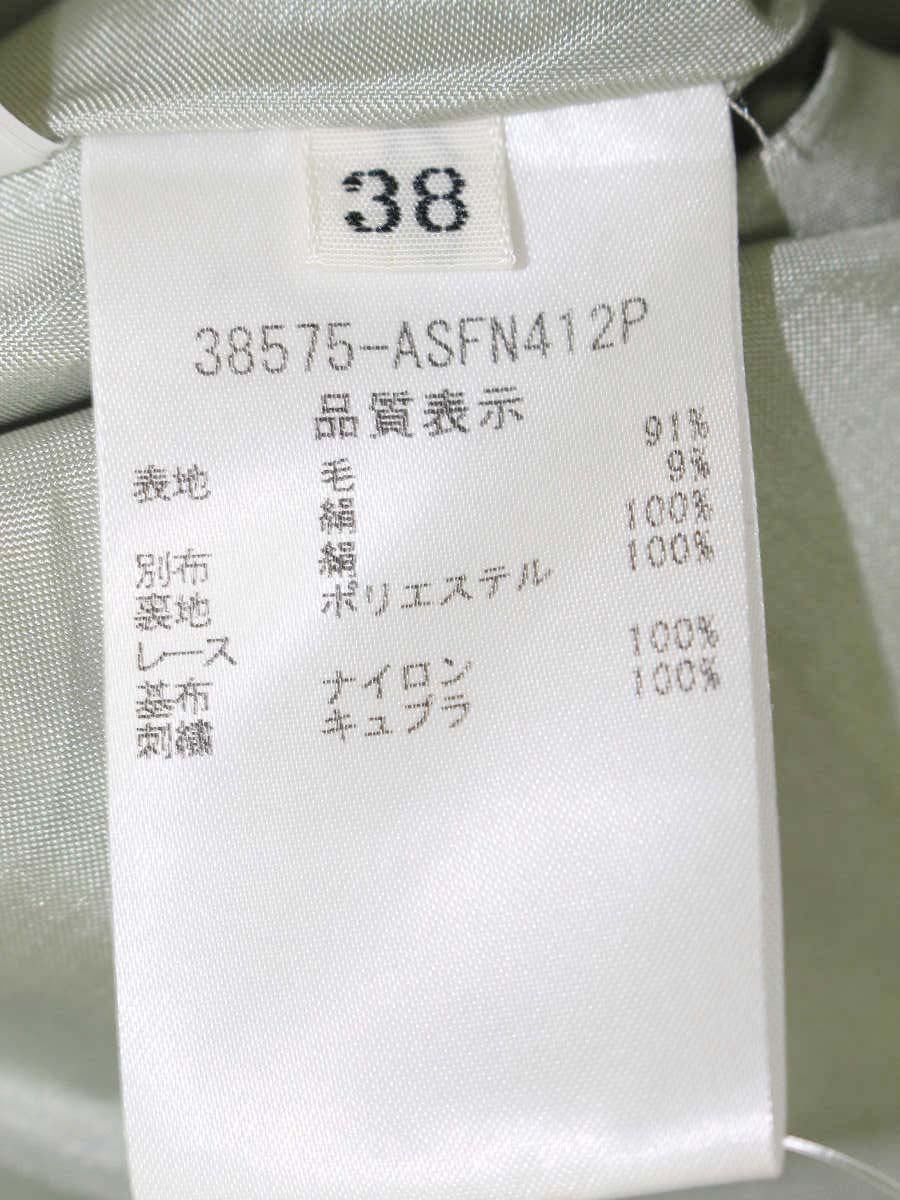 38
38575-ASFN412P
品質表示
表地 毛 91%
絹 9%
別布 絹 100%
裏地 ポリエステル 100%
レース
基布 ナイロン 100%
刺繍 キュプラ 100%